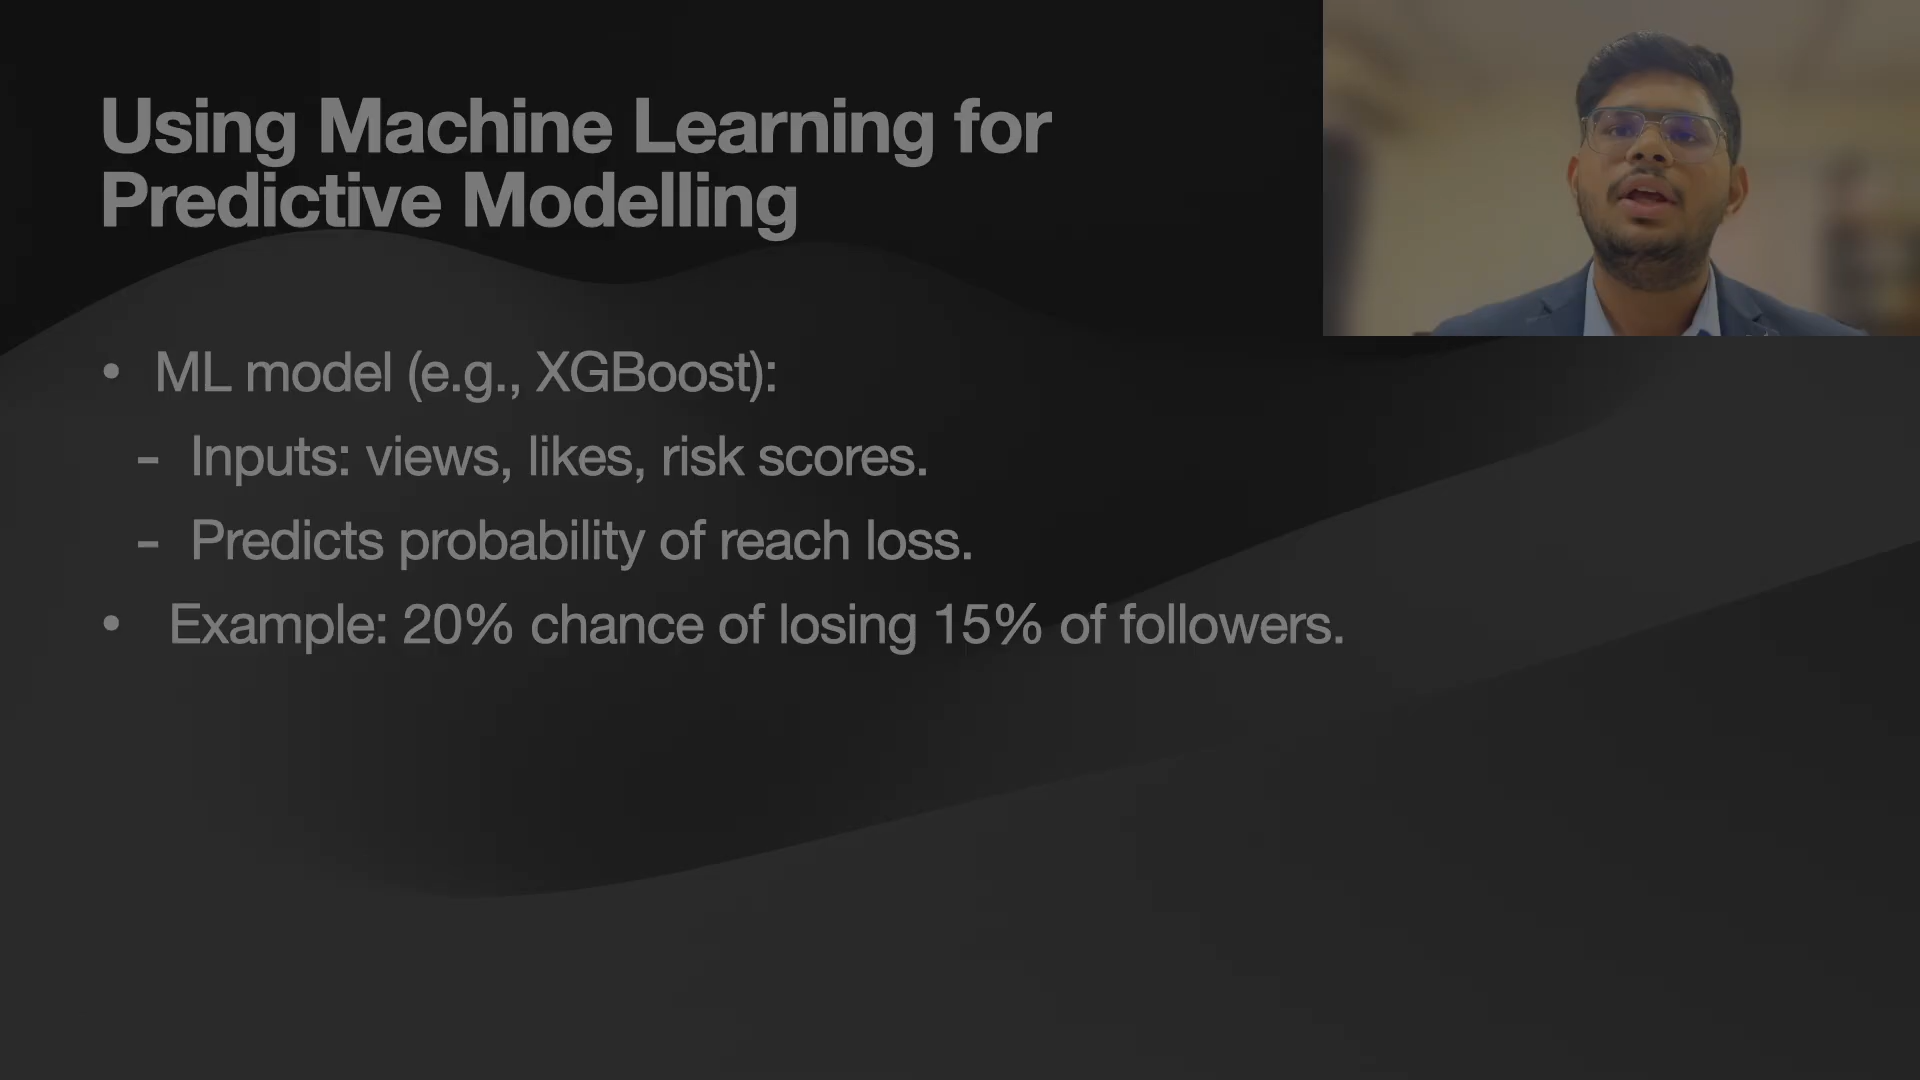 Using Machine Learning for
Predictive Modelling
• ML model (e.g., XGBoost):
- Inputs: views, likes, risk scores.
- Predicts probability of reach loss.
• Example: 20% chance of losing 15% of followers.